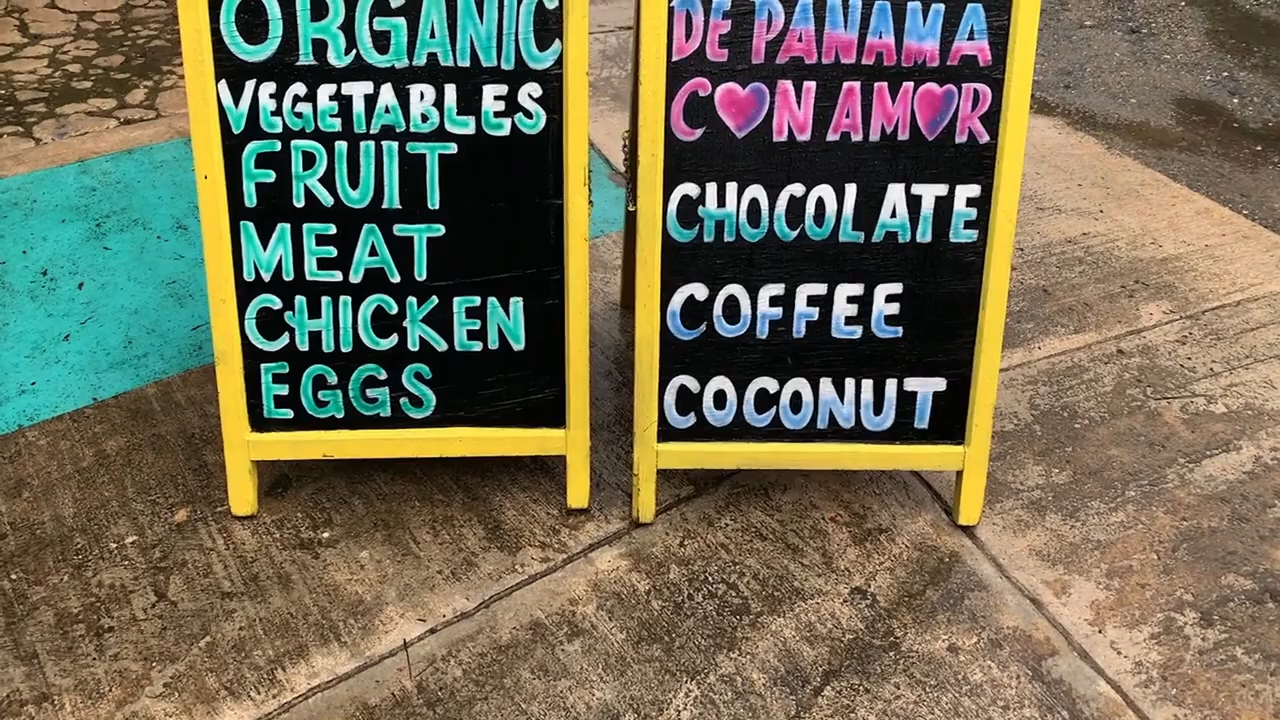 ORGANIC
VEGETABLES
FRUIT
MEAT
CHICKEN
EGGS
DE PANAMA
CON AMOR
CHOCOLATE
COFFEE
COCONUT